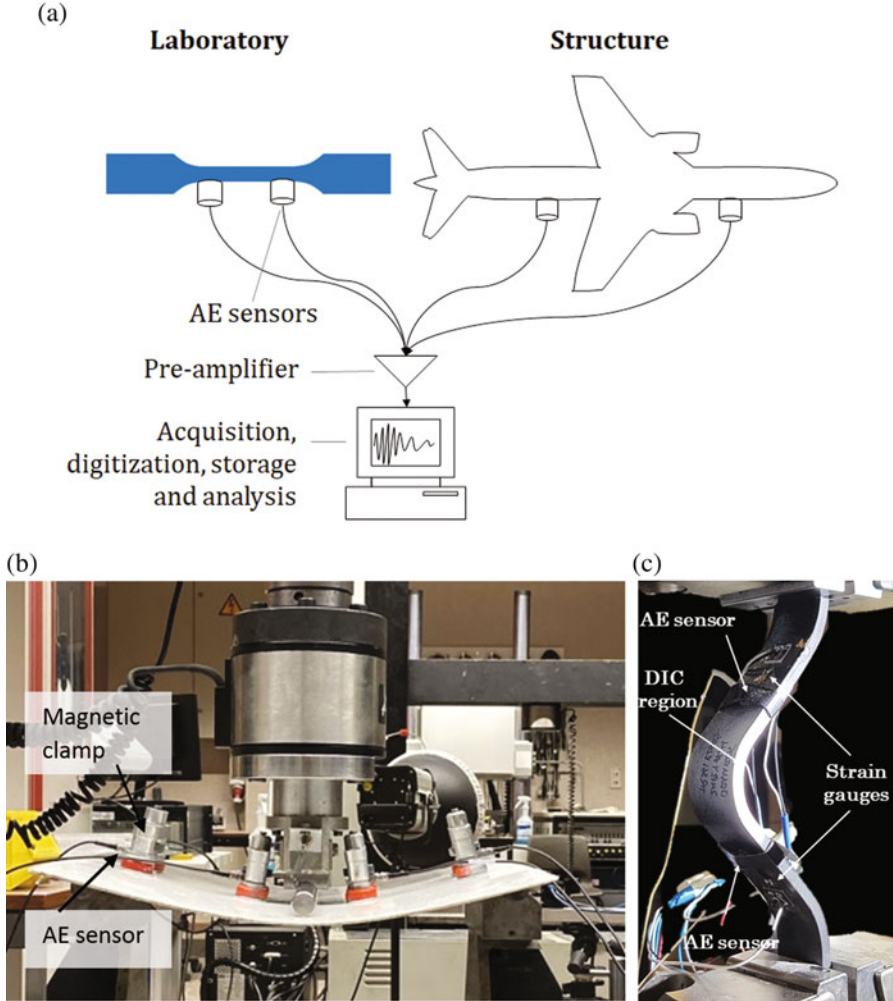 (a)
Laboratory
Structure
AE sensors
Pre-amplifier
Acquisition,
digitization, storage
and analysis
(b)
Magnetic
clamp
AE sensor
(c)
AE sensor
DIC
region
Strain
gauges
AE sensor